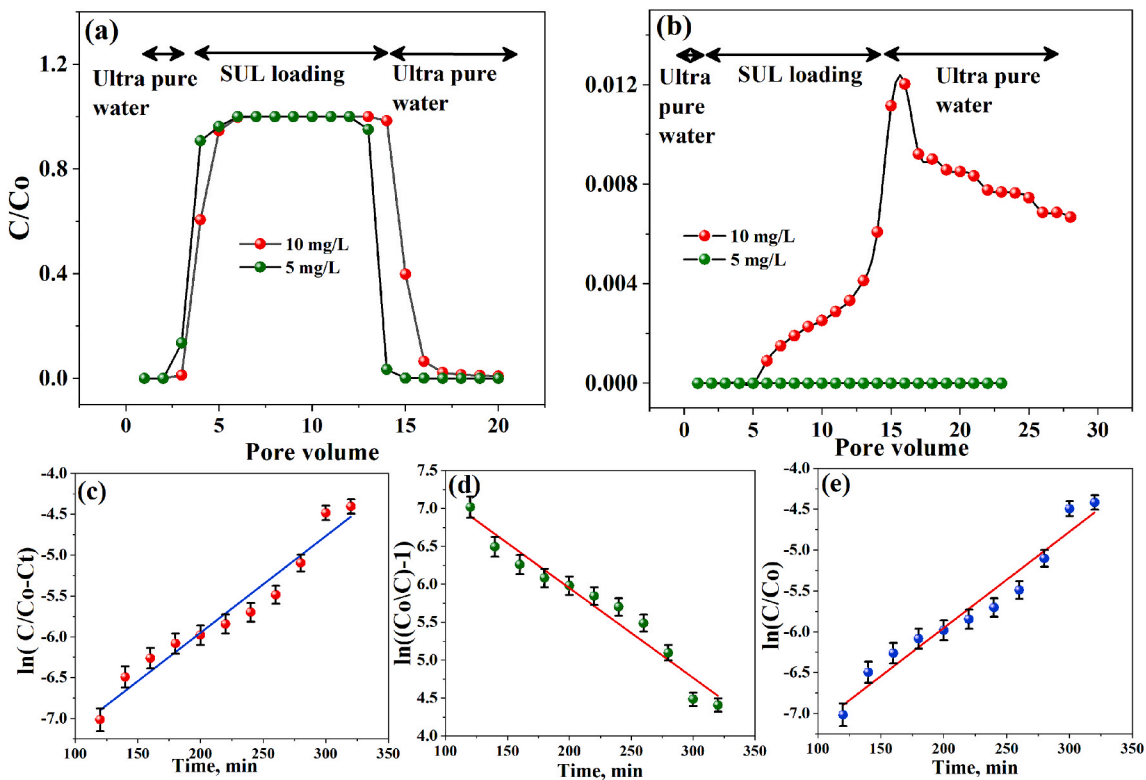 (a)
Ultra pure
water
SUL loading
Ultra pure
water
C/Co
1.2
0.8
0.4
0.0
10 mg/L
5 mg/L
0
5
10
15
20
Pore volume
(b)
Ultra
pure
water
SUL loading
Ultra pure
water
0.012
0.008
0.004
0.000
10 mg/L
5 mg/L
0
5
10
15
20
25
30
Pore volume
(c)
ln( C/Co-Ct)
-4.0
-4.5
-5.0
-5.5
-6.0
-6.5
-7.0
100
150
200
250
300
350
Time, min
(d)
ln((Co\C)-1)
7.5
7.0
6.5
6.0
5.5
5.0
4.5
4.0
100
150
200
250
300
350
Time, min
(e)
ln(C/Co)
-4.0
-4.5
-5.0
-5.5
-6.0
-6.5
-7.0
100
150
200
250
300
350
Time, min